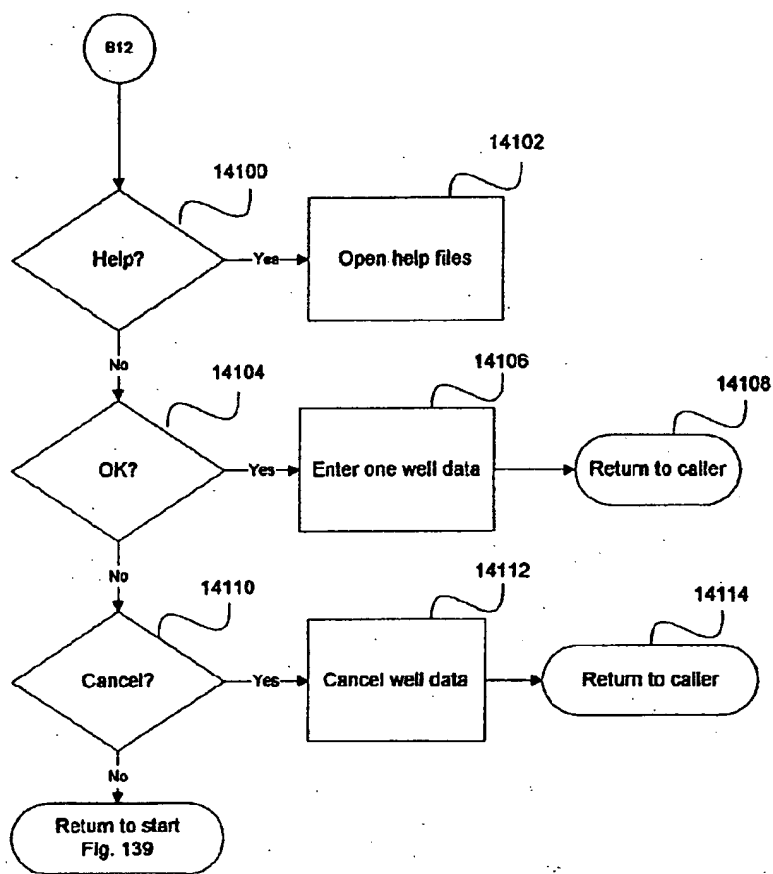 B12
14100
14102
Help?
Yes
Open help files
No
14104
14106
14108
OK?
Yes
Enter one well data
Return to caller
No
14110
14112
14114
Cancel?
Yes
Cancel well data
Return to caller
No
Return to start
Fig. 139